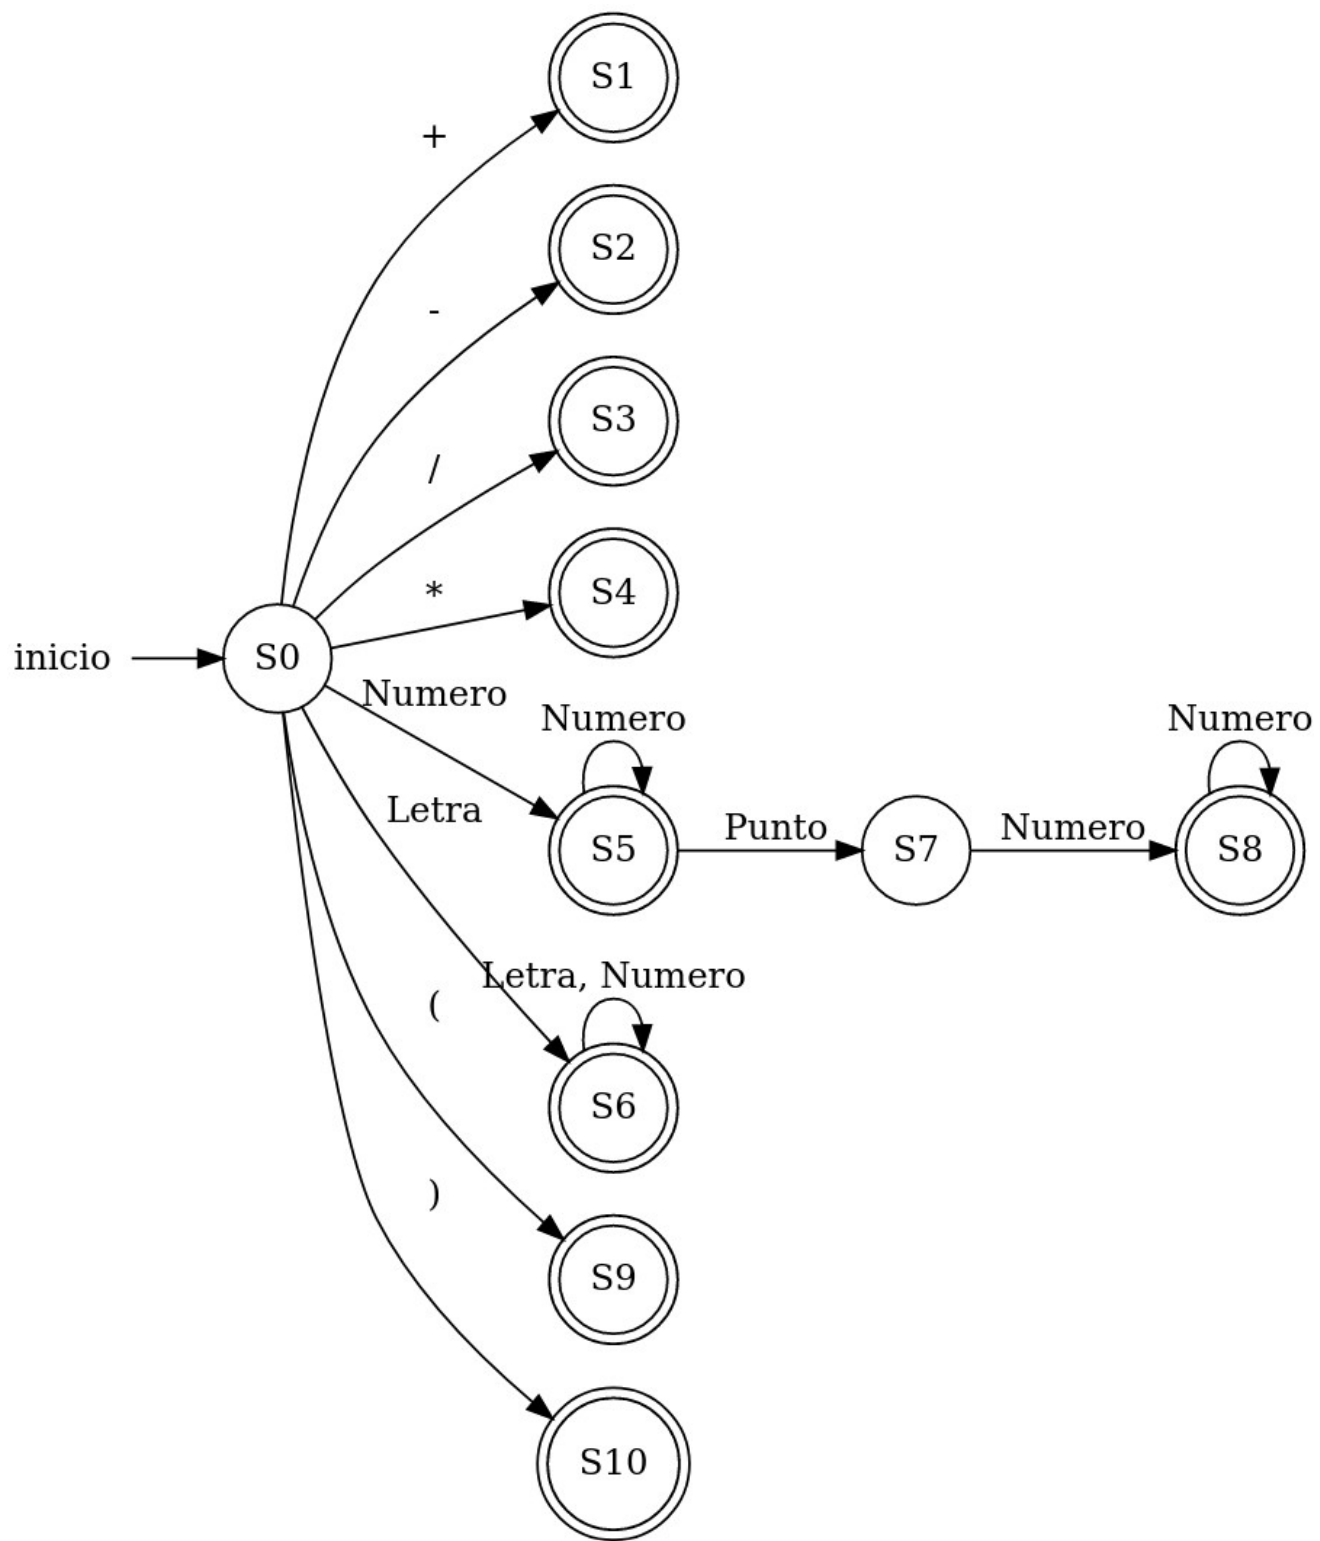 S1
+
S2
-
S3
/
S4
*
inicio
S0
Numero
Numero
Numero
Letra
Punto
Numero
S5
S7
S8
Letra, Numero
(
S6
)
S9
S10